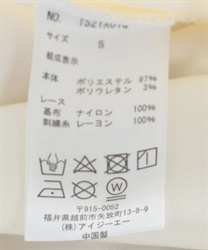 サイズ
S
組成表示
本体 ポリエステル 97%
ポリウレタン 3%
レース
基布 ナイロン 100%
刺繍糸 レーヨン 100%
〒915-0052
福井県越前市矢放町13-8-9
(株)アイジーエー
中国製